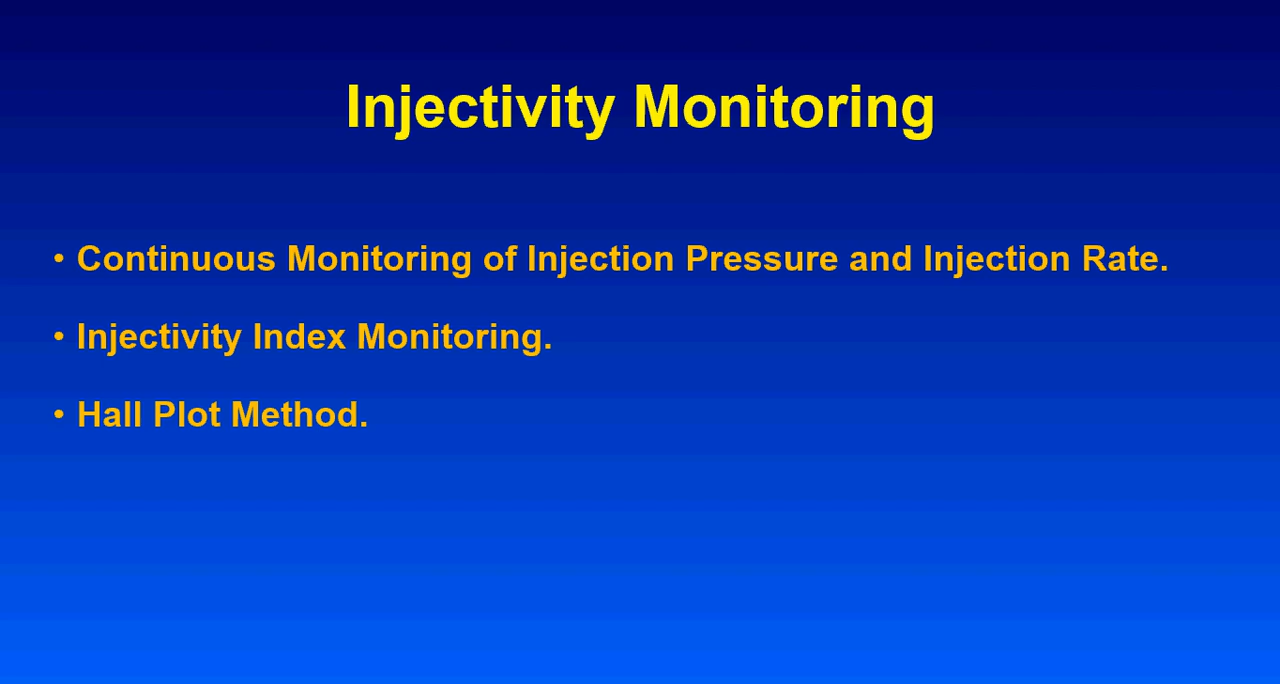 Injectivity Monitoring
• Continuous Monitoring of Injection Pressure and Injection Rate.
• Injectivity Index Monitoring.
• Hall Plot Method.